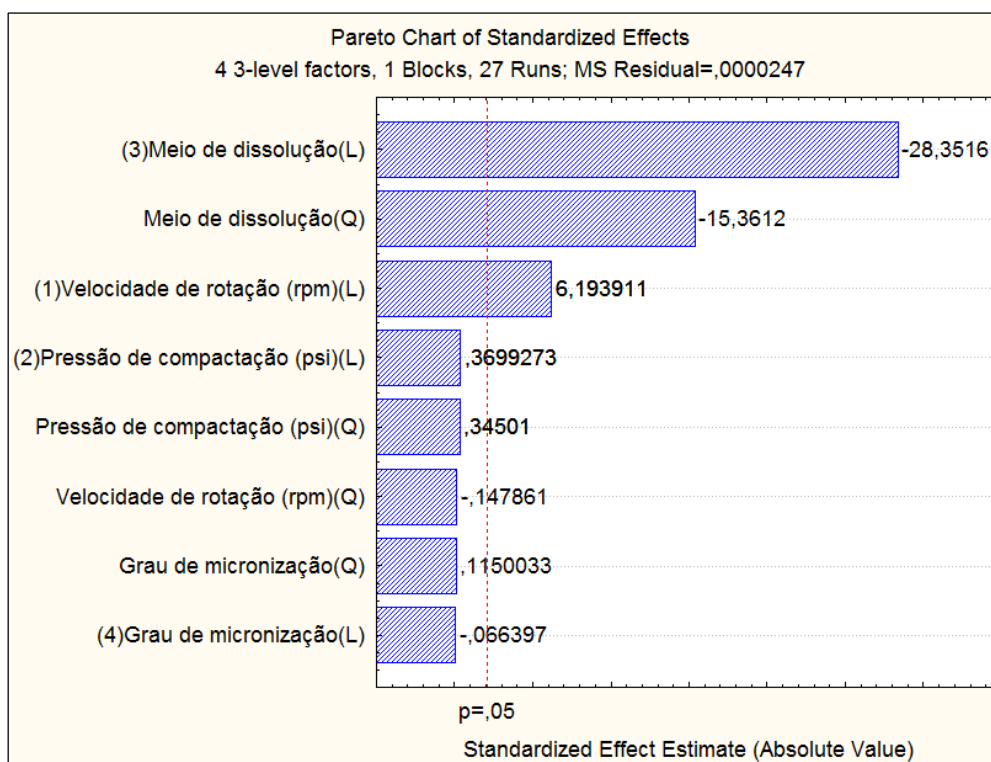 Pareto Chart of Standardized Effects
4 3-level factors, 1 Blocks, 27 Runs; MS Residual=,0000247
(3)Meio de dissolução(L) -28,3516
Meio de dissolução(Q) -15,3612
(1)Velocidade de rotação (rpm)(L) 6,193911
(2)Pressão de compactação (psi)(L) ,3699273
Pressão de compactação (psi)(Q) ,34501
Velocidade de rotação (rpm)(Q) -,147861
Grau de micronização(Q) ,1150033
(4)Grau de micronização(L) -,066397
p=,05
Standardized Effect Estimate (Absolute Value)